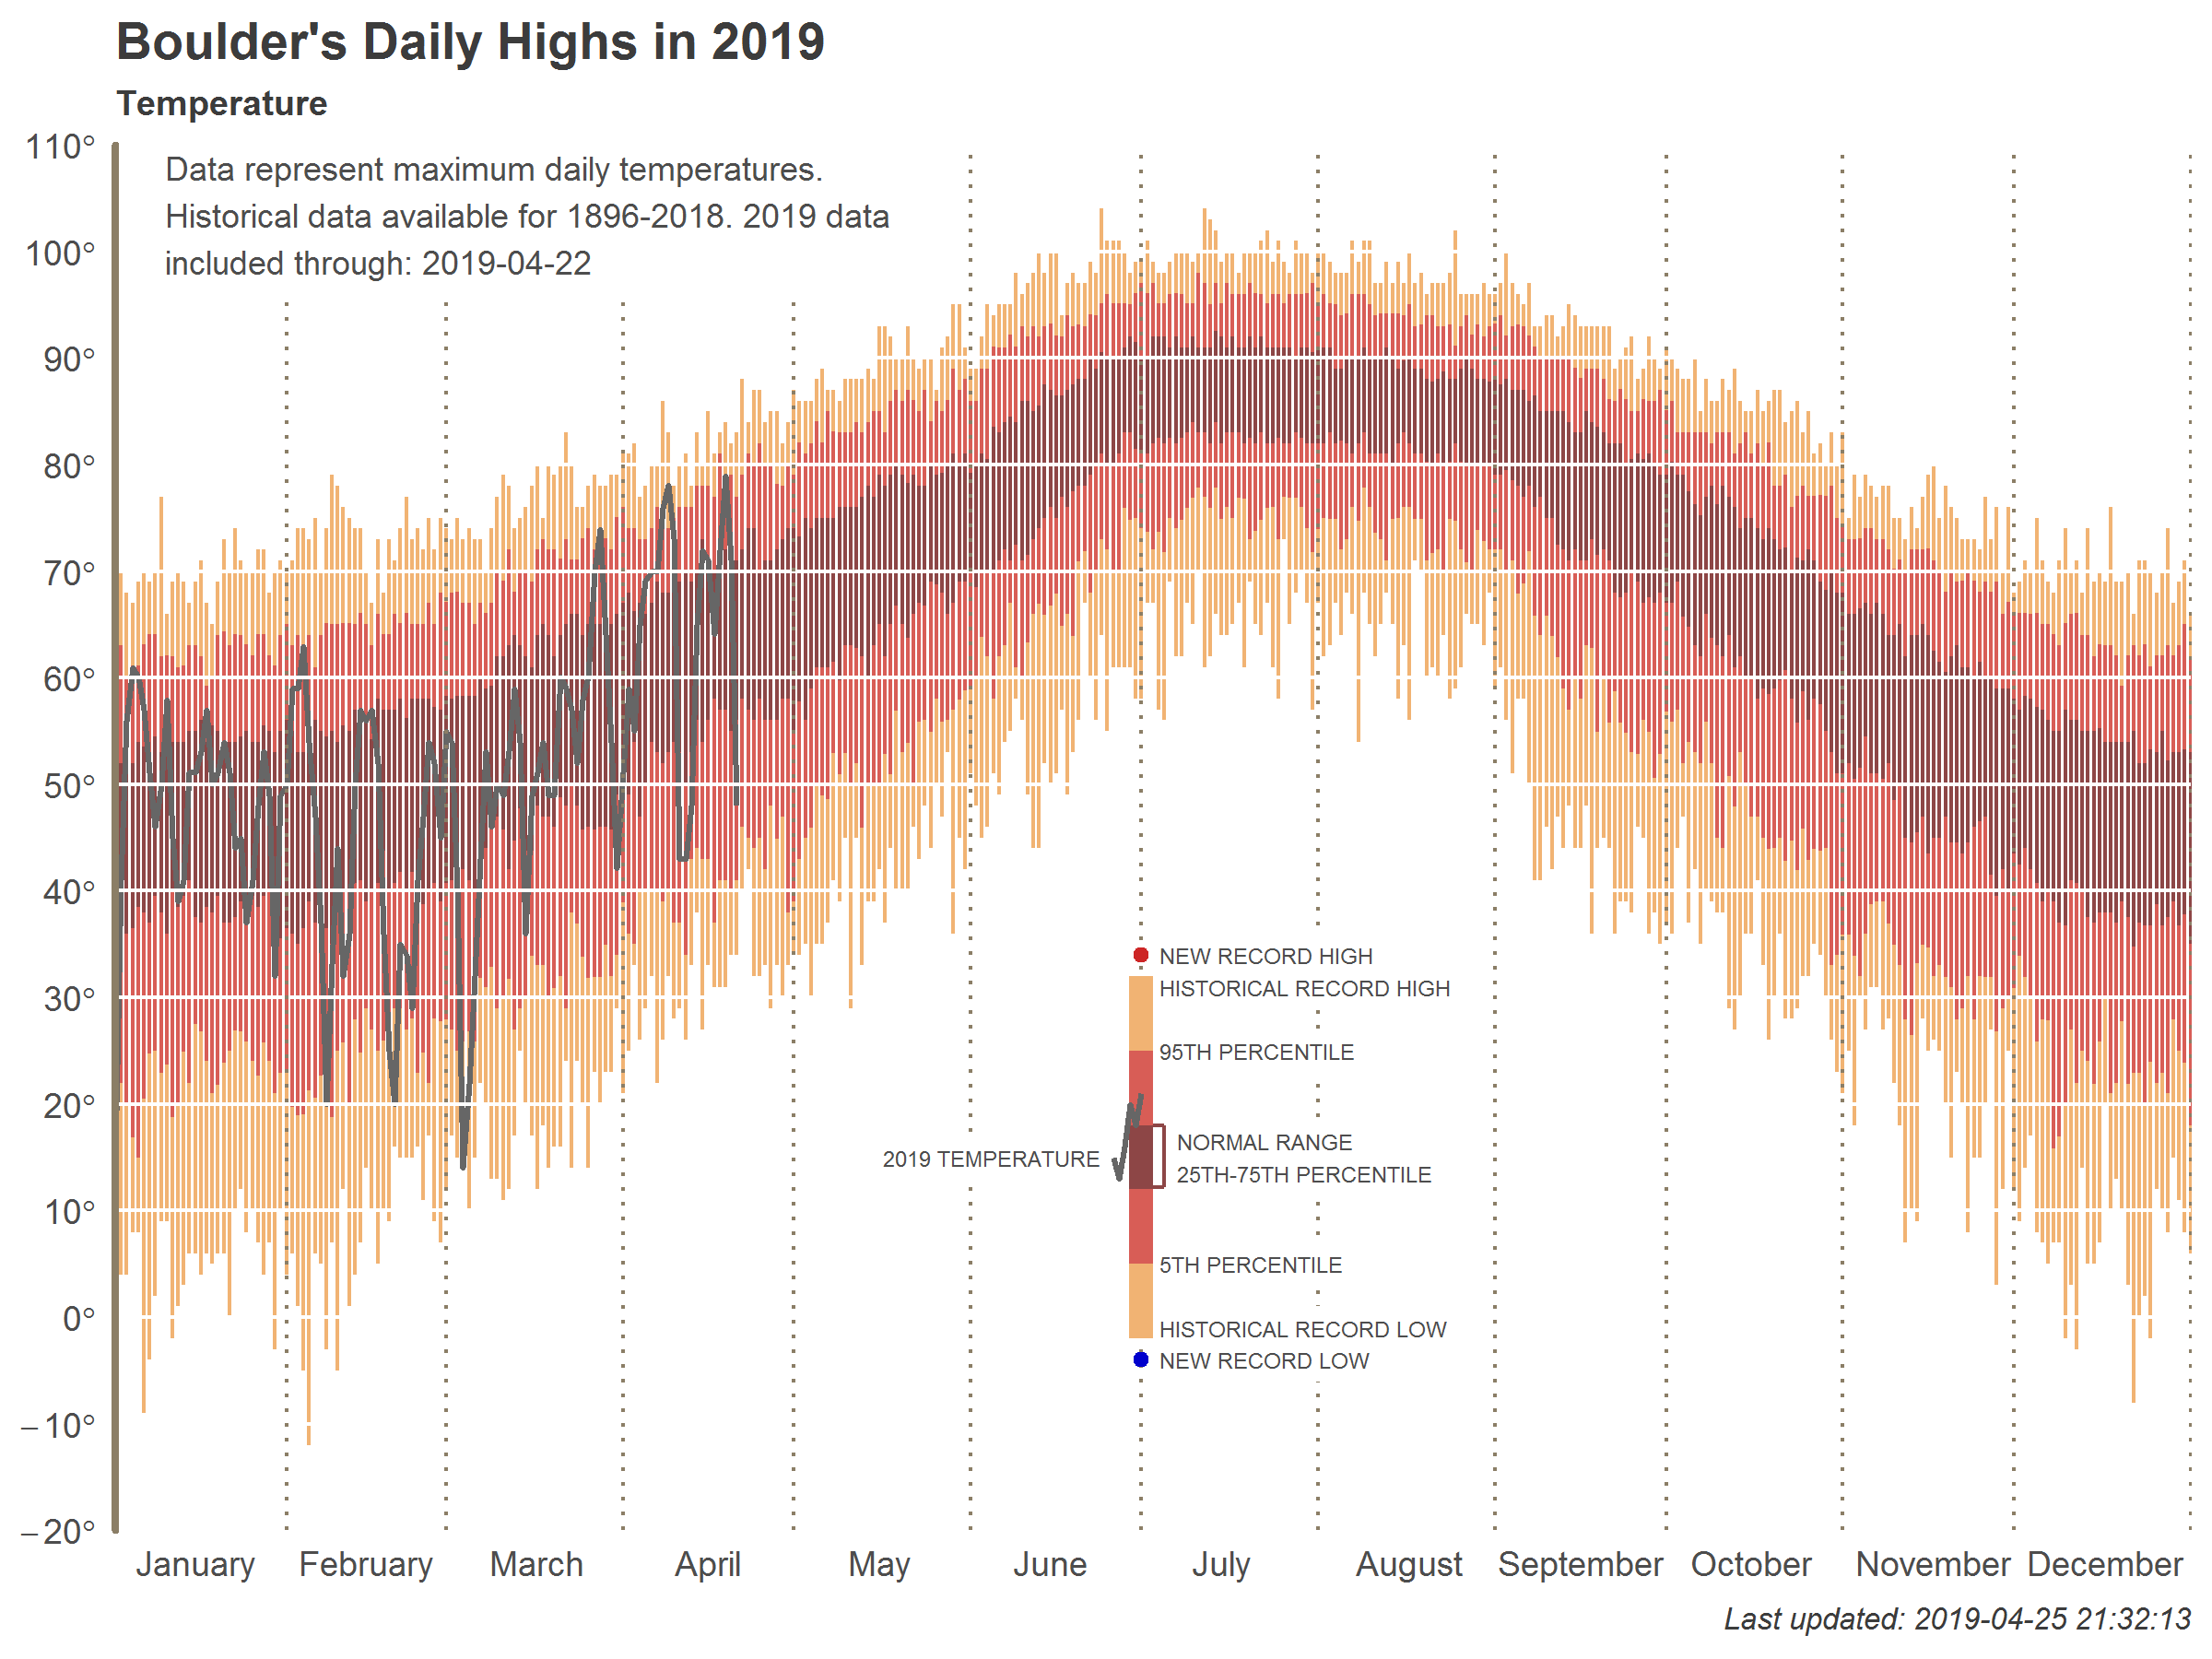 Boulder's Daily Highs in 2019
Temperature
110°
Data represent maximum daily temperatures.
Historical data available for 1896-2018. 2019 data
included through: 2019-04-22
100°
90°
80°
70°
60°
50°
40°
30°
20°
10°
0°
−10°
−20°
NEW RECORD HIGH
HISTORICAL RECORD HIGH
95TH PERCENTILE
2019 TEMPERATURE
NORMAL RANGE
25TH-75TH PERCENTILE
5TH PERCENTILE
HISTORICAL RECORD LOW
NEW RECORD LOW
January February March April May June July August September October November December
Last updated: 2019-04-25 21:32:13